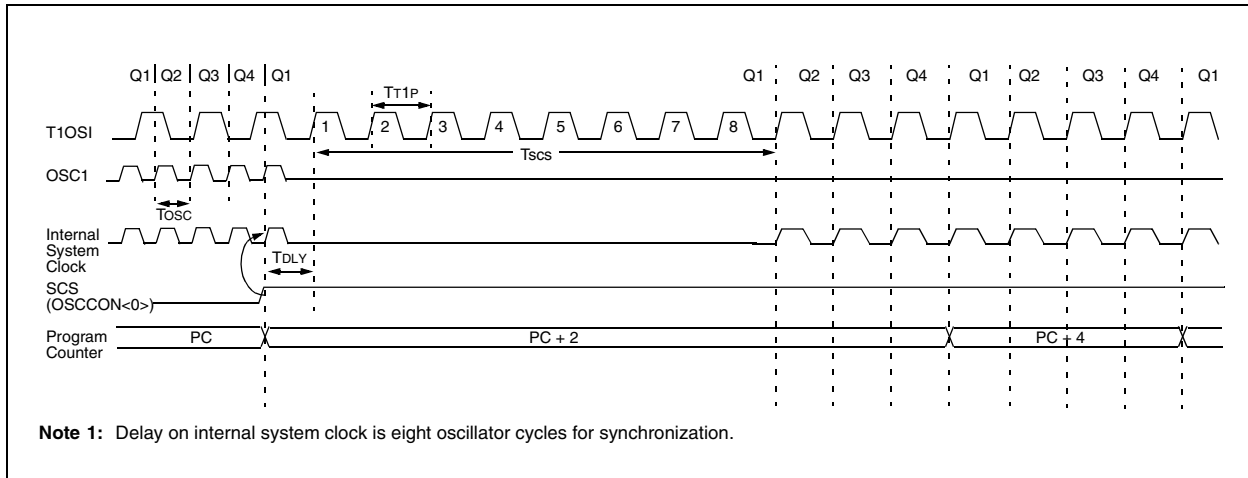 Q1 Q2 Q3 Q4 Q1 Q1 Q2 Q3 Q4 Q1 Q2 Q3 Q4 Q1
TT1P
T1OSI
1 2 3 4 5 6 7 8
Tscs
OSC1
TOSC
Internal
System
Clock
TDLY
SCS
(OSCCON<0>)
Program
Counter
PC PC + 2 PC + 4
Note 1: Delay on internal system clock is eight oscillator cycles for synchronization.